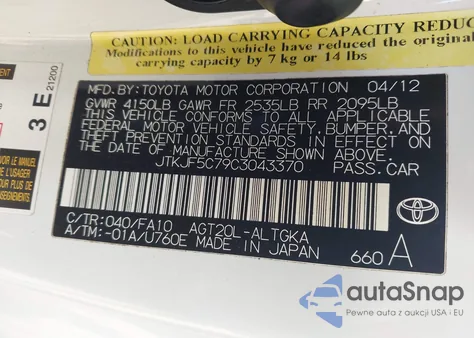 CAUTION: LOAD CARRYING CAPACITY REDUC
Modifications to this vehicle have reduced the original
carrying capacity by 7 kg or 14 lbs
3 E
21200
MFD. BY: TOYOTA MOTOR CORPORATION 04/12
GVWR 4150LB GAWR FR 2535LB RR 2095LB
THIS VEHICLE CONFORMS TO ALL APPLICABLE
FEDERAL MOTOR VEHICLE SAFETY, BUMPER, AND
THEFT PREVENTION STANDARDS IN EFFECT ON
THE DATE OF MANUFACTURE SHOWN ABOVE.
JTKJF5C79C3043370 PASS.CAR
C/TR: 040/FA10 AGT20L-ALTGKA
A/TM: -01A/U760E MADE IN JAPAN
TOYOTA
660 A
LE MANUEL
autoSnap
Pewne auta z aukcji USA i EU